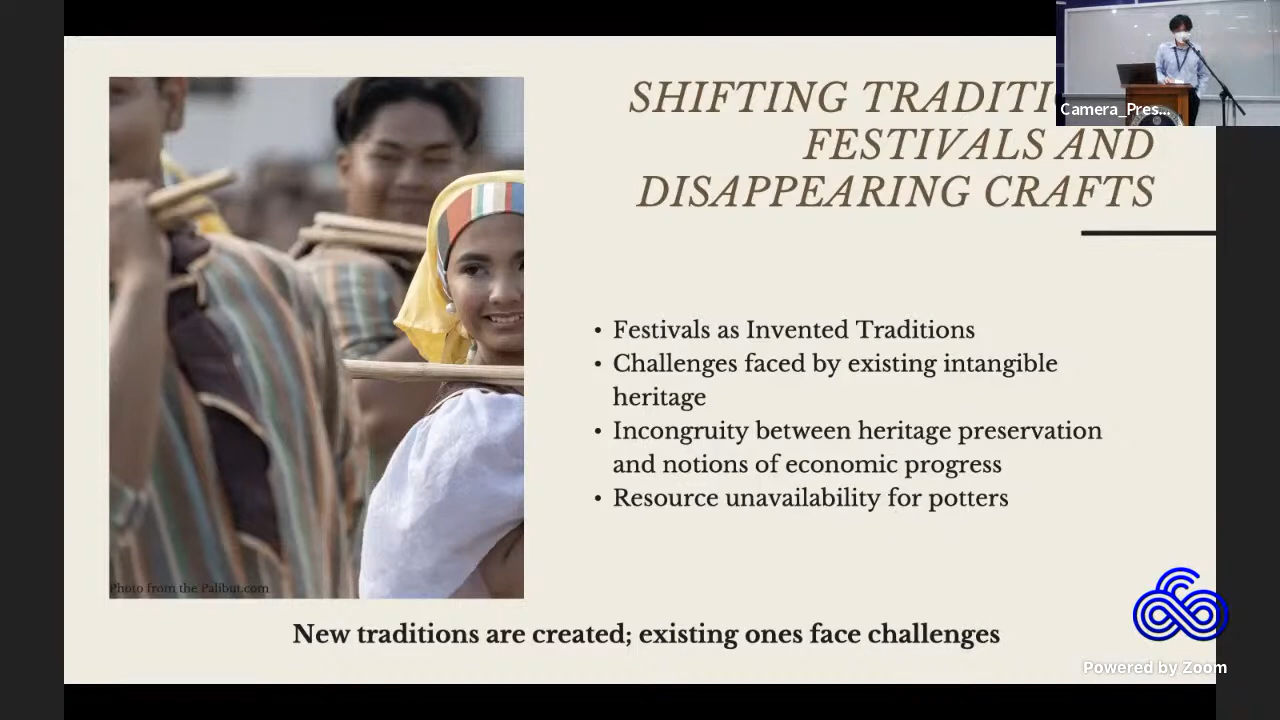 SHIFTING TRADITI
FESTIVALS AND
DISAPPEARING CRAFTS
Camera_Pres...
• Festivals as Invented Traditions
• Challenges faced by existing intangible
heritage
• Incongruity between heritage preservation
and notions of economic progress
• Resource unavailability for potters
Photo from the Palibut.com
New traditions are created; existing ones face challenges
Powered by Zoom